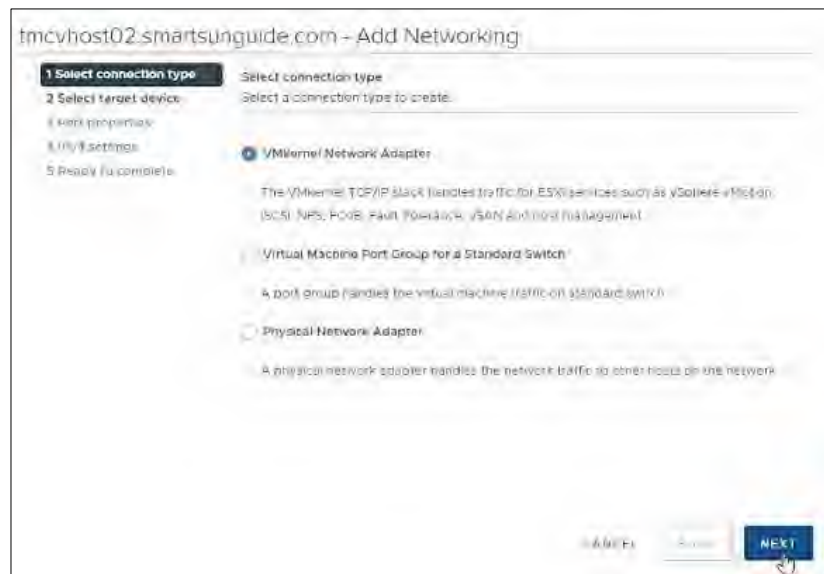 tmcvhost02.smartsunguide.com - Add Networking
1 Select connection type
2 Select target device
3 Port properties
4 IPv4 settings
5 Ready to complete
Select connection type
Select a connection type to create.
VMkernel Network Adapter
The VMkernel TCP/IP stack handles traffic for ESXi services such as vSphere vMotion,
iSCSI, NFS, FCoE, Fault Tolerance, vSAN and host management.
Virtual Machine Port Group for a Standard Switch
A port group handles the virtual machine traffic on standard switch.
Physical Network Adapter
A physical network adapter handles the network traffic to other hosts on the network.
CANCEL
NEXT